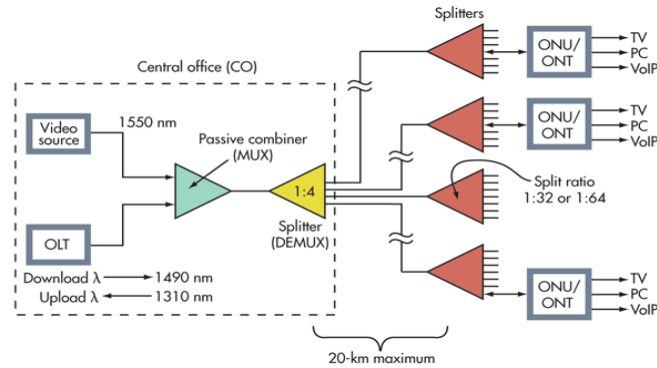 Splitters
Central office (CO)
Video
source
1550 nm
Passive combiner
(MUX)
1:4
Splitter
(DEMUX)
OLT
Download λ 1490 nm
Upload λ 1310 nm
20-km maximum
ONU/
ONT
TV
PC
VoIP
ONU/
ONT
TV
PC
VoIP
Split ratio
1:32 or 1:64
ONU/
ONT
TV
PC
VoIP